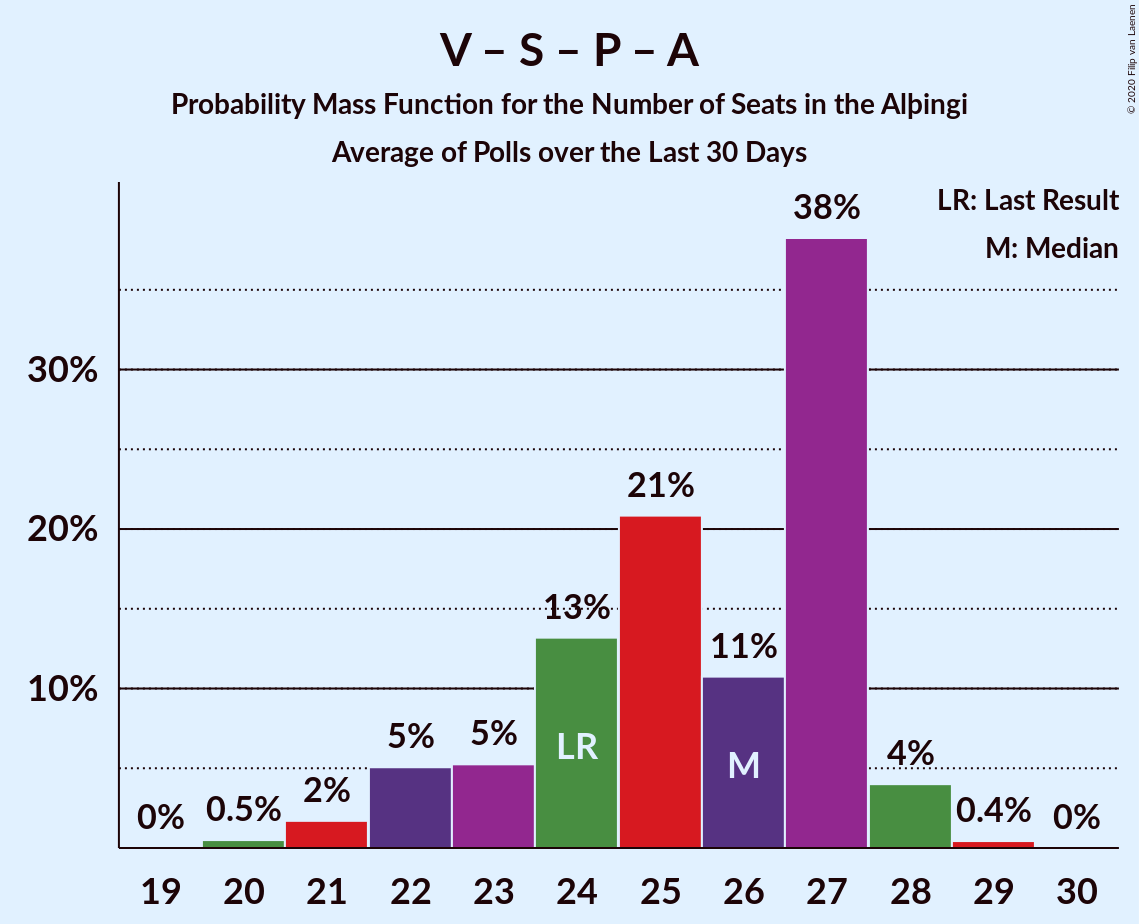 V – S – P – A
Probability Mass Function for the Number of Seats in the Alþingi
Average of Polls over the Last 30 Days
© 2020 Filip van Laenen
LR: Last Result
M: Median
38%
30%
21%
20%
13%
11%
10%
LR
M
5%
5%
4%
2%
0%
0.5%
0.4%
0%
19 20 21 22 23 24 25 26 27 28 29 30